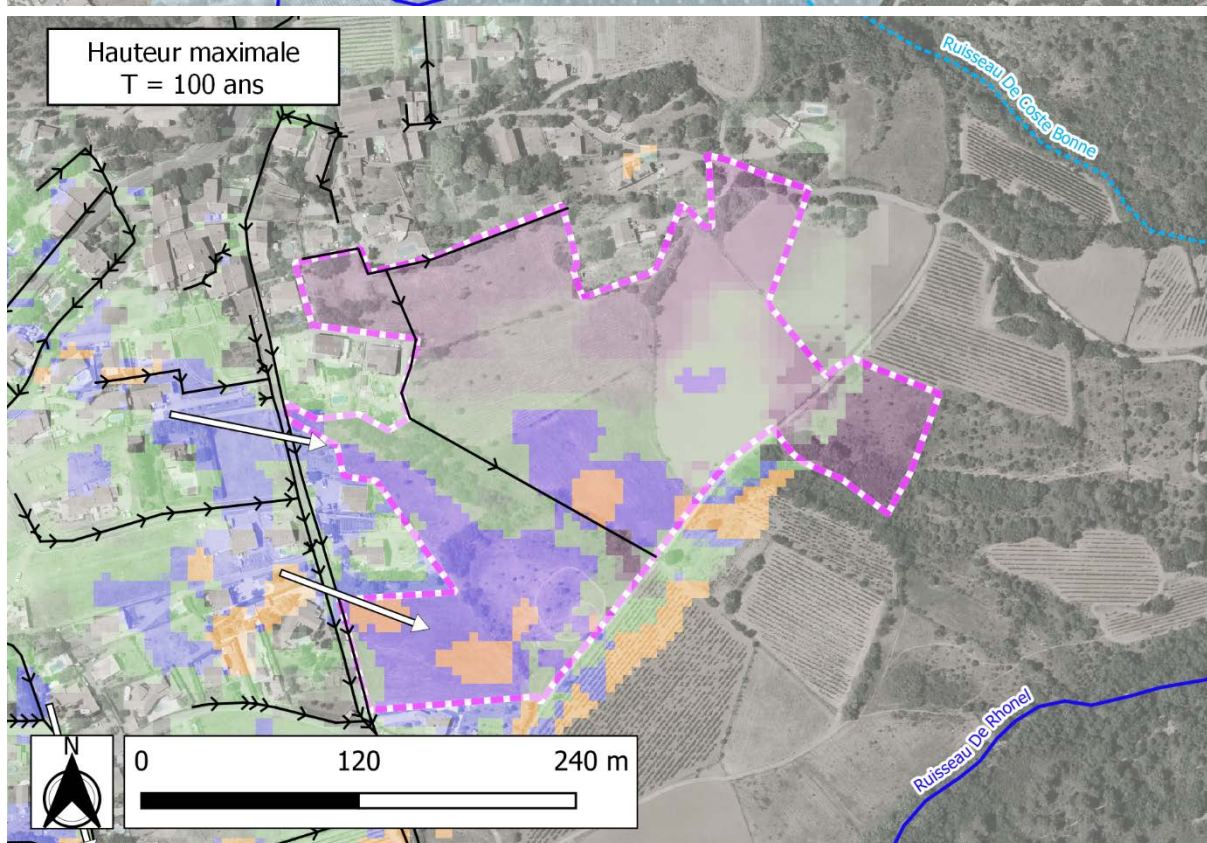 Hauteur maximale
T = 100 ans
Ruisseau De Coste Bonne
Ruisseau De Rhonel
N
0 120 240 m